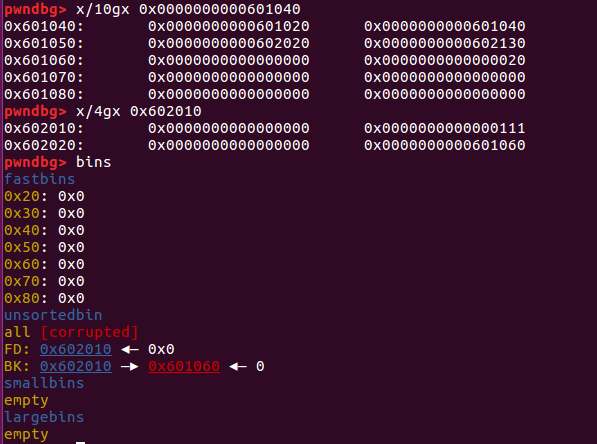 pwndbg> x/10gx 0x0000000000601040
0x601040: 0x0000000000601020 0x0000000000601040
0x601050: 0x0000000000602020 0x0000000000602130
0x601060: 0x0000000000000000 0x0000000000000020
0x601070: 0x0000000000000000 0x0000000000000000
0x601080: 0x0000000000000000 0x0000000000000000
pwndbg> x/4gx 0x602010
0x602010: 0x0000000000000000 0x0000000000000111
0x602020: 0x0000000000000000 0x0000000000601060
pwndbg> bins
fastbins
0x20: 0x0
0x30: 0x0
0x40: 0x0
0x50: 0x0
0x60: 0x0
0x70: 0x0
0x80: 0x0
unsortedbin
all [corrupted]
FD: 0x602010 ◂— 0x0
BK: 0x602010 —▸ 0x601060 ◂— 0
smallbins
empty
largebins
empty